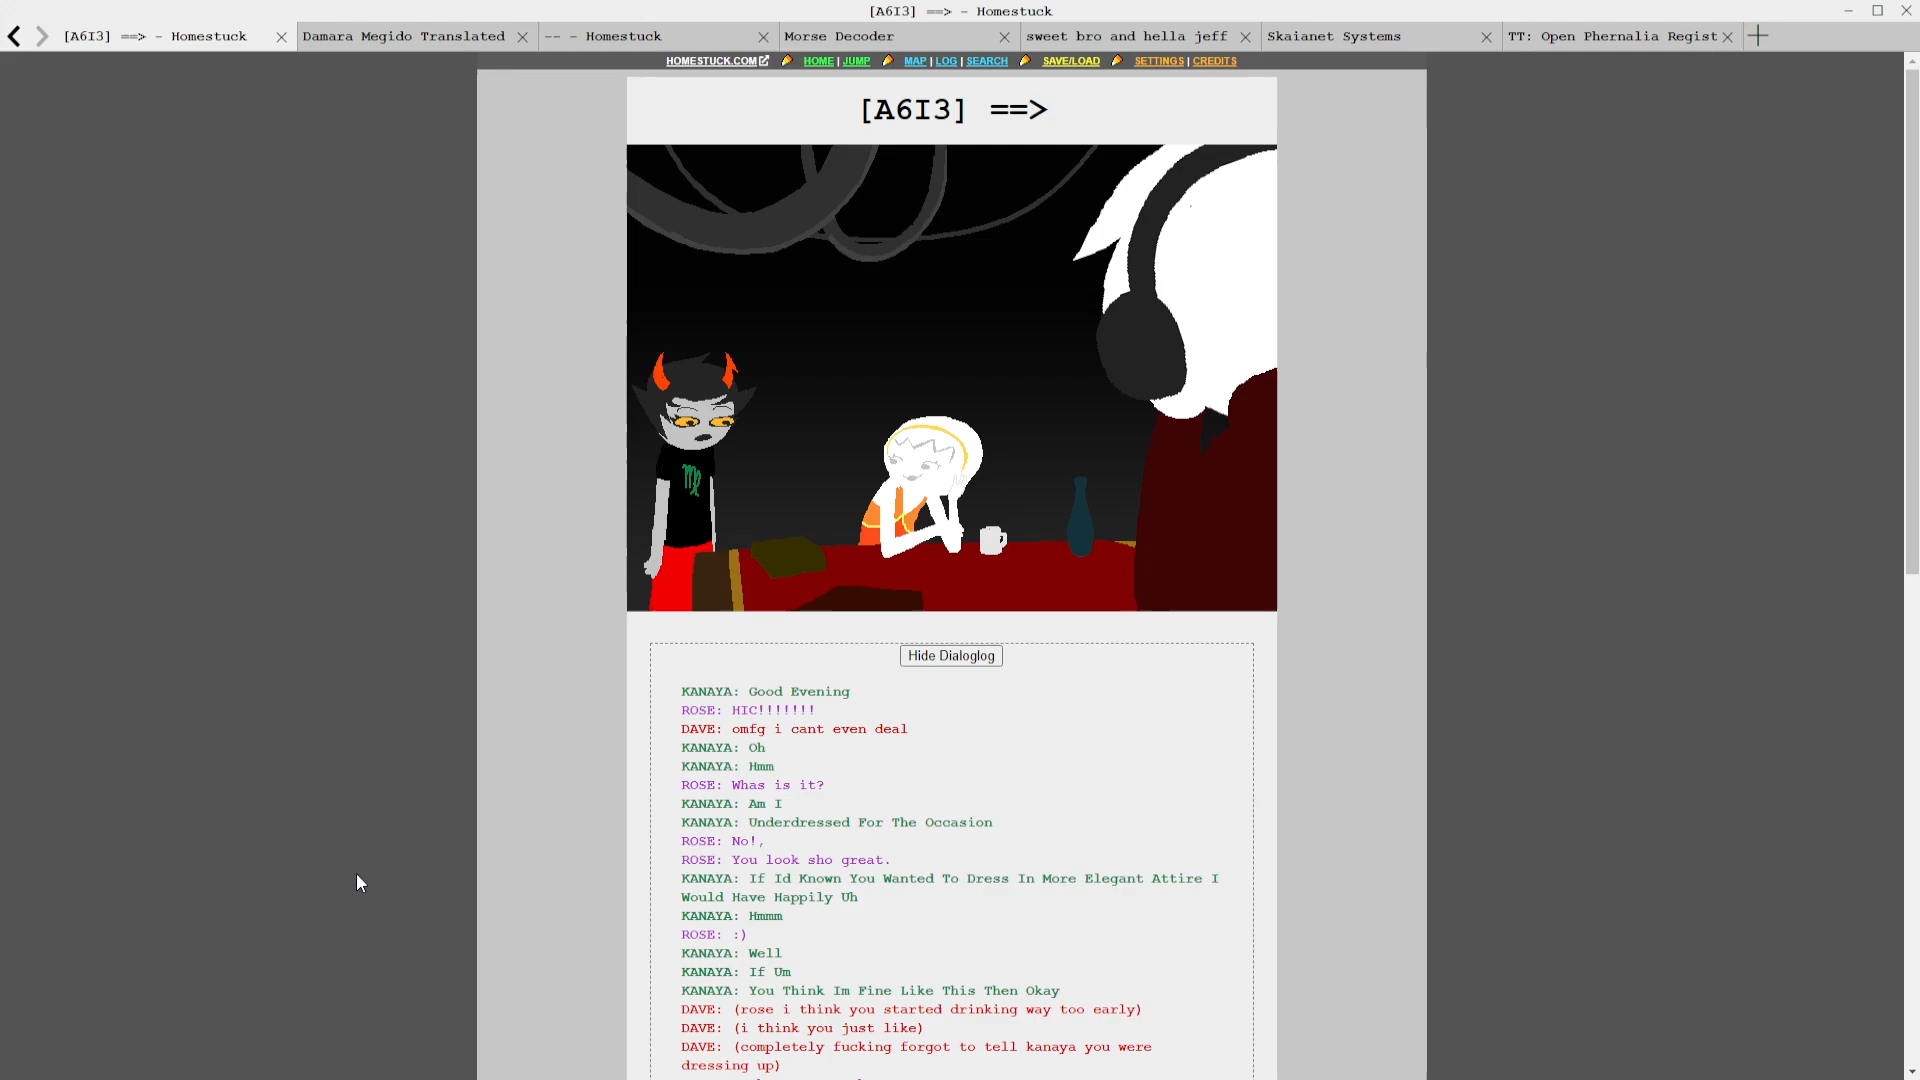 [A6I3] ==> - Homestuck
[A6I3] ==> - Homestuck
Damara Megido Translated
-- - Homestuck
Morse Decoder
sweet bro and hella jeff
Skaianet Systems
TT: Open Phernalia Regist
HOMESTUCK.COM HOME | JUMP MAP | LOG | SEARCH SAVE/LOAD SETTINGS | CREDITS
[A6I3] ==>
Hide Dialoglog
KANAYA: Good Evening
ROSE: HIC!!!!!!!
DAVE: omfg i cant even deal
KANAYA: Oh
KANAYA: Hmm
ROSE: Whas is it?
KANAYA: Am I
KANAYA: Underdressed For The Occasion
ROSE: No!,
ROSE: You look sho great.
KANAYA: If Id Known You Wanted To Dress In More Elegant Attire I
Would Have Happily Uh
KANAYA: Hmmm
ROSE: :)
KANAYA: Well
KANAYA: If Um
KANAYA: You Think Im Fine Like This Then Okay
DAVE: (rose i think you started drinking way too early)
DAVE: (i think you just like)
DAVE: (completely fucking forgot to tell kanaya you were
dressing up)